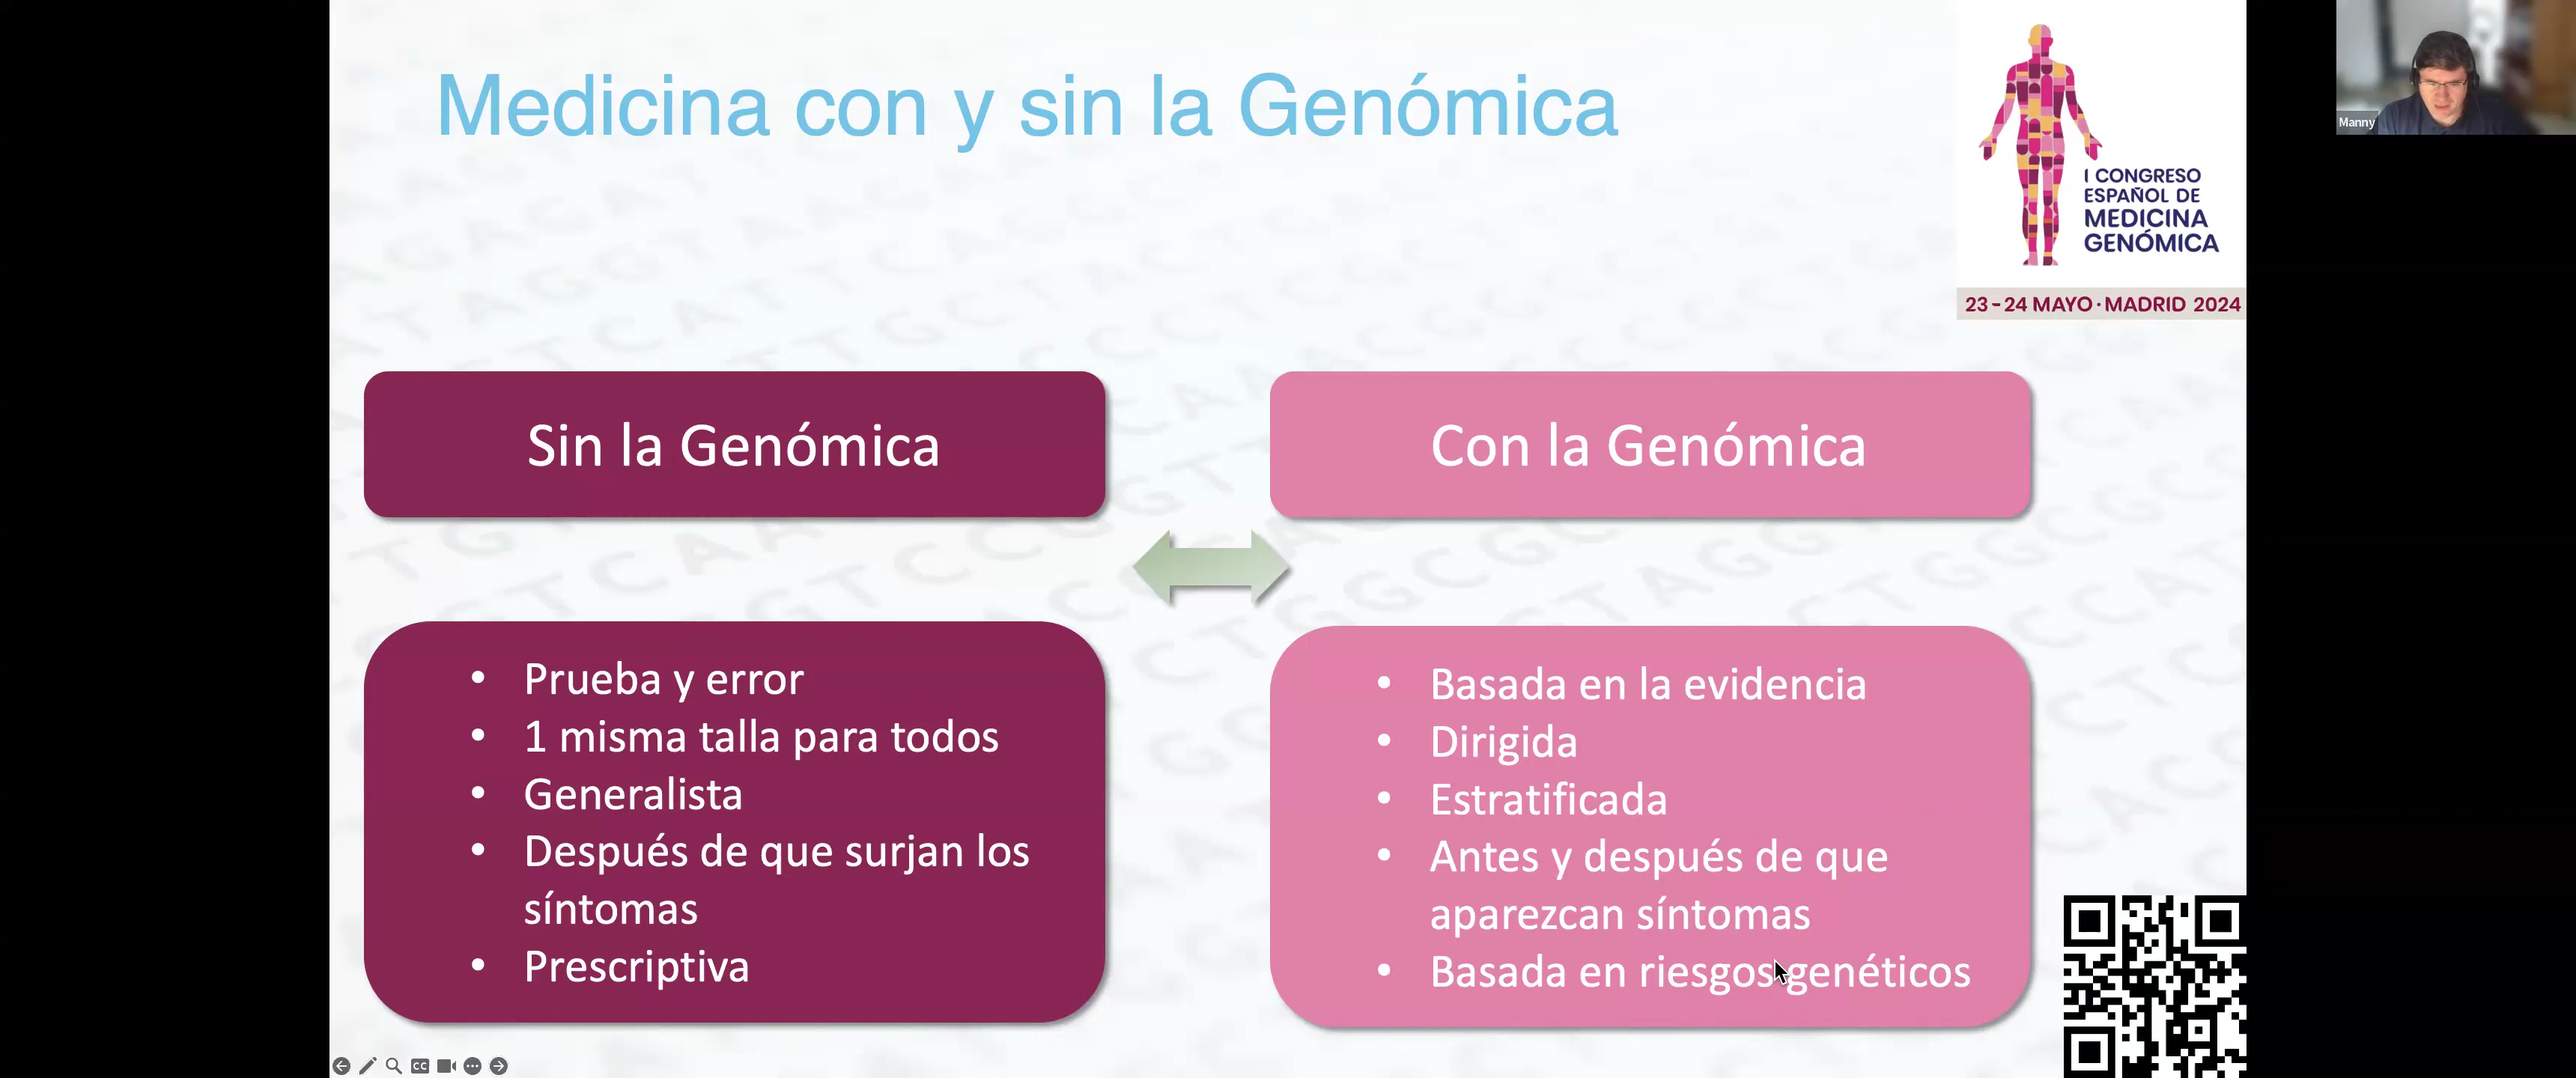 Medicina con y sin la Genómica
I CONGRESO
ESPAÑOL DE
MEDICINA
GENÓMICA
23-24 MAYO·MADRID 2024
Manny
Sin la Genómica
Con la Genómica
• Prueba y error
• 1 misma talla para todos
• Generalista
• Después de que surjan los
síntomas
• Prescriptiva
• Basada en la evidencia
• Dirigida
• Estratificada
• Antes y después de que
aparezcan síntomas
• Basada en riesgos genéticos
CC